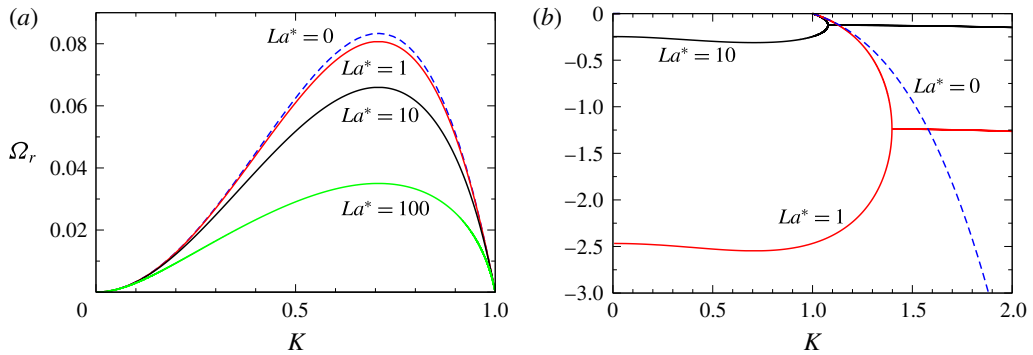 (a)
0.08
0.06
0.04
0.02
Ω_r
La* = 0
La* = 1
La* = 10
La* = 100
0
0.5
1.0
K
(b)
0
−0.5
−1.0
−1.5
−2.0
−2.5
−3.0
La* = 10
La* = 0
La* = 1
0
0.5
1.0
1.5
2.0
K